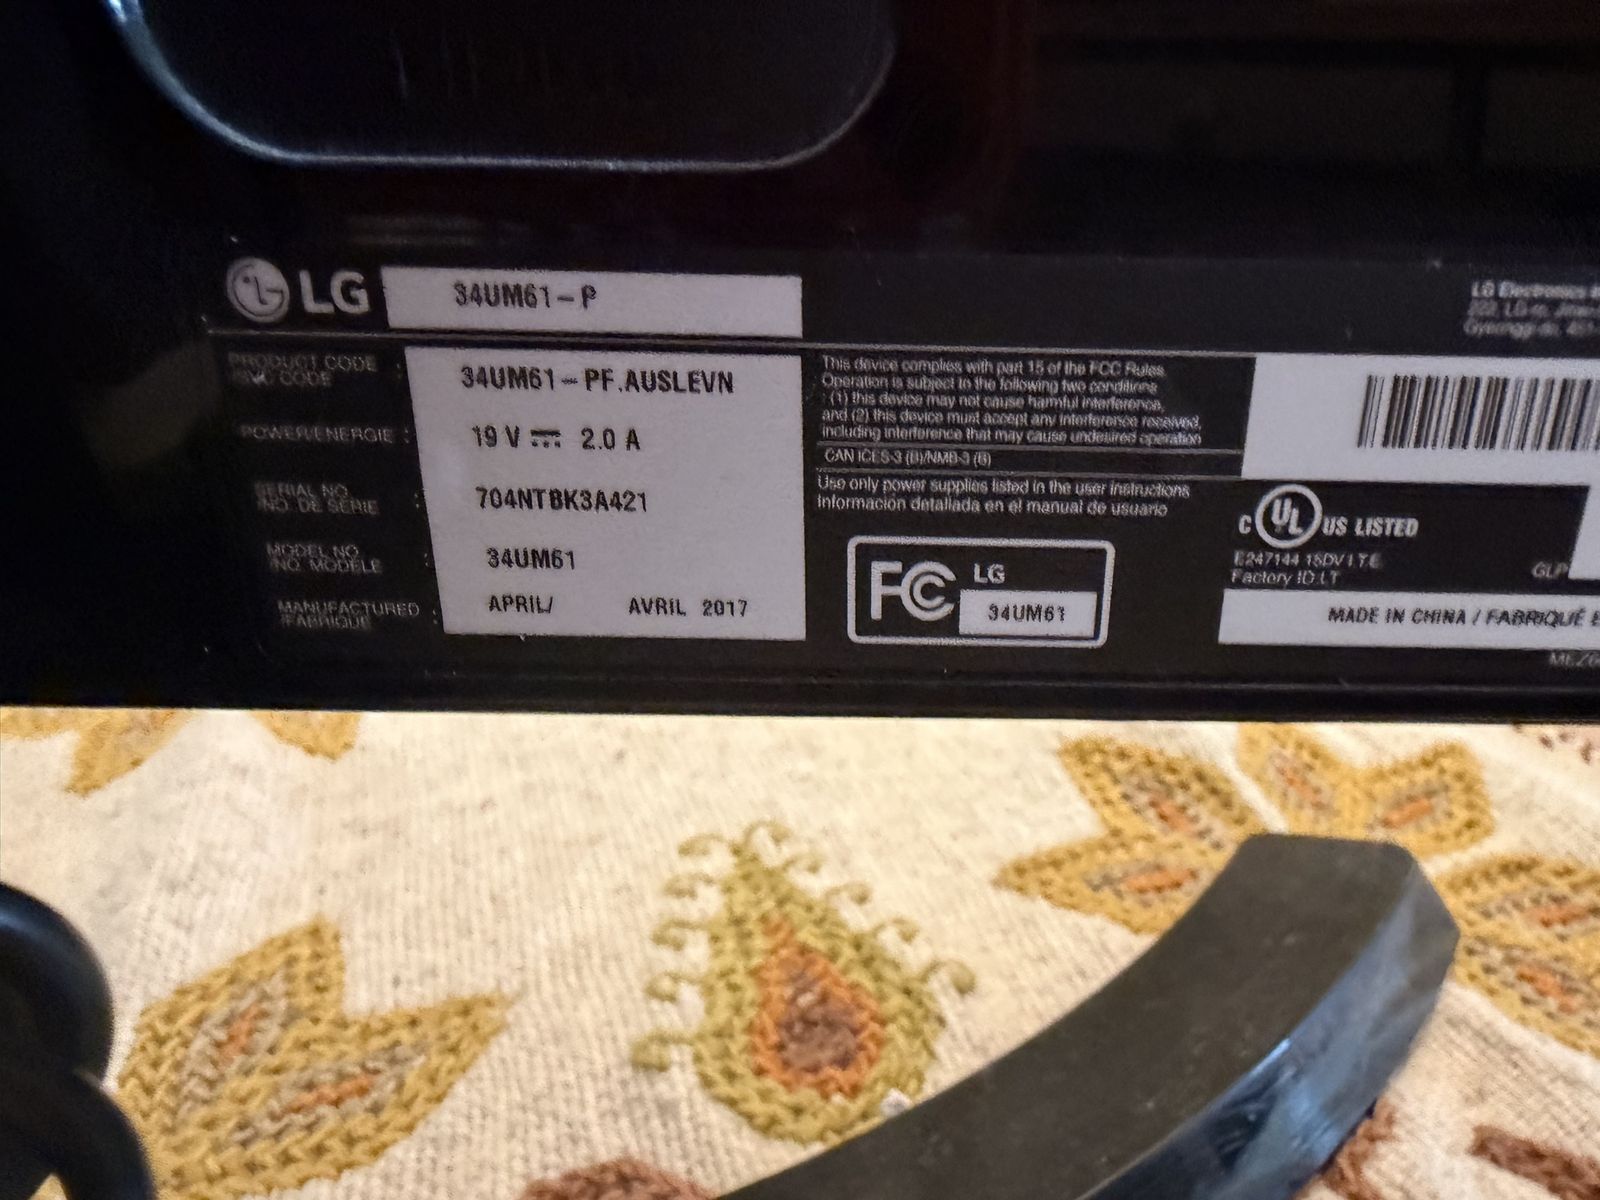 LG 34UM61-P
LG Electronics
PRODUCT CODE : 34UM61-PF.AUSLEVN
POWER/ENERGIE : 19 V ⎓ 2.0 A
SERIAL NO. : 704NTBK3A421
NO. DE SÉRIE
MODEL NO. : 34UM61
NO. MODÈLE
MANUFACTURED : APRIL/ AVRIL 2017
/FABRIQUÉ
This device complies with part 15 of the FCC Rules.
Operation is subject to the following two conditions
: (1) this device may not cause harmful interference,
and (2) this device must accept any interference received,
including interference that may cause undesired operation
CAN ICES-3 (B)/NMB-3 (B)
Use only power supplies listed in the user instructions
Información detallada en el manual de usuario
FC LG
34UM61
C UL US LISTED
E247144 15DV I.T.E.
Factory ID:LT
MADE IN CHINA / FABRIQUÉ